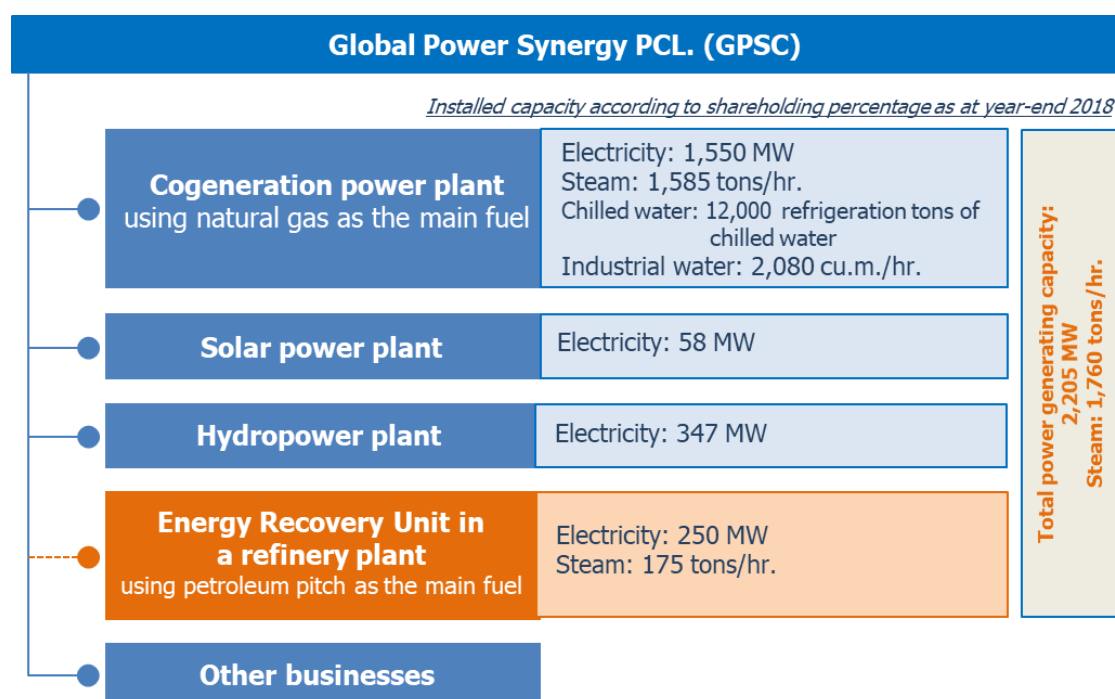 Global Power Synergy PCL. (GPSC)
Installed capacity according to shareholding percentage as at year-end 2018
Cogeneration power plant
using natural gas as the main fuel
Electricity: 1,550 MW
Steam: 1,585 tons/hr.
Chilled water: 12,000 refrigeration tons of
chilled water
Industrial water: 2,080 cu.m./hr.
Solar power plant
Electricity: 58 MW
Hydropower plant
Electricity: 347 MW
Energy Recovery Unit in
a refinery plant
using petroleum pitch as the main fuel
Electricity: 250 MW
Steam: 175 tons/hr.
Other businesses
Total power generating capacity:
2,205 MW
Steam: 1,760 tons/hr.